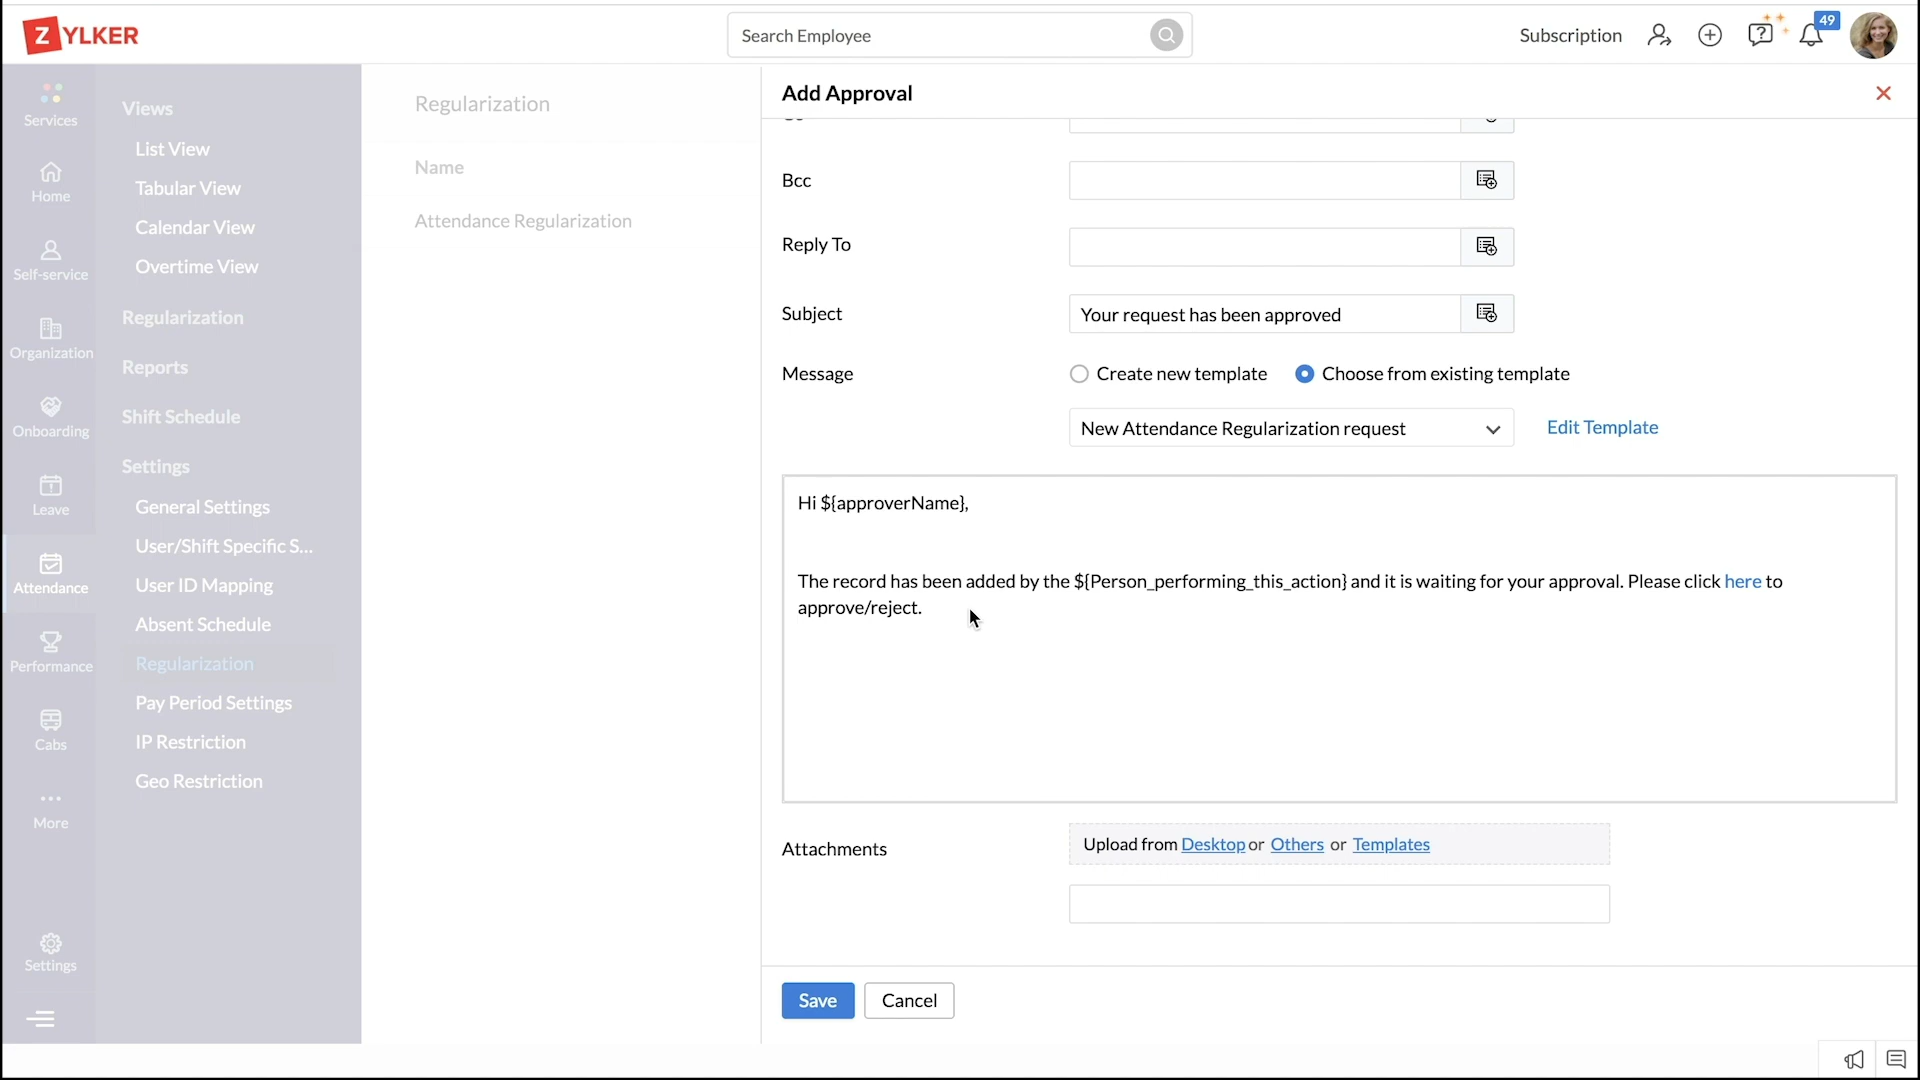 ZYLKER
Search Employee
Subscription
49
Services
Home
Self-service
Organization
Onboarding
Leave
Attendance
Performance
Cabs
More
Settings
Views
List View
Tabular View
Calendar View
Overtime View
Regularization
Reports
Shift Schedule
Settings
General Settings
User/Shift Specific S...
User ID Mapping
Absent Schedule
Regularization
Pay Period Settings
IP Restriction
Geo Restriction
Regularization
Name
Attendance Regularization
Add Approval
Bcc
Reply To
Subject Your request has been approved
Message Create new template Choose from existing template
New Attendance Regularization request Edit Template
Hi ${approverName},
The record has been added by the ${Person_performing_this_action} and it is waiting for your approval. Please click here to
approve/reject.
Attachments Upload from Desktop or Others or Templates
Save Cancel